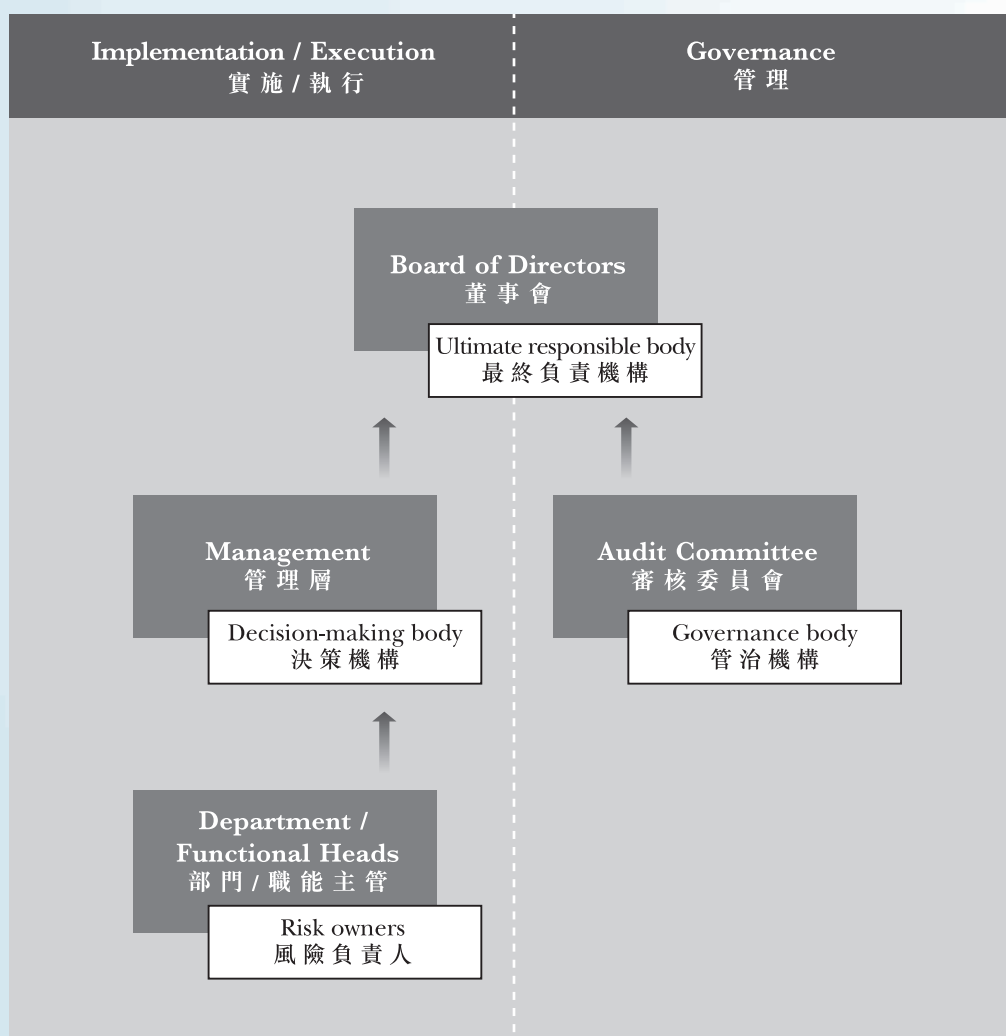 Implementation / Execution
實施/執行
Governance
管理
Board of Directors
董事會
Ultimate responsible body
最終負責機構
Management
管理層
Decision-making body
決策機構
Audit Committee
審核委員會
Governance body
管治機構
Department /
Functional Heads
部門/職能主管
Risk owners
風險負責人